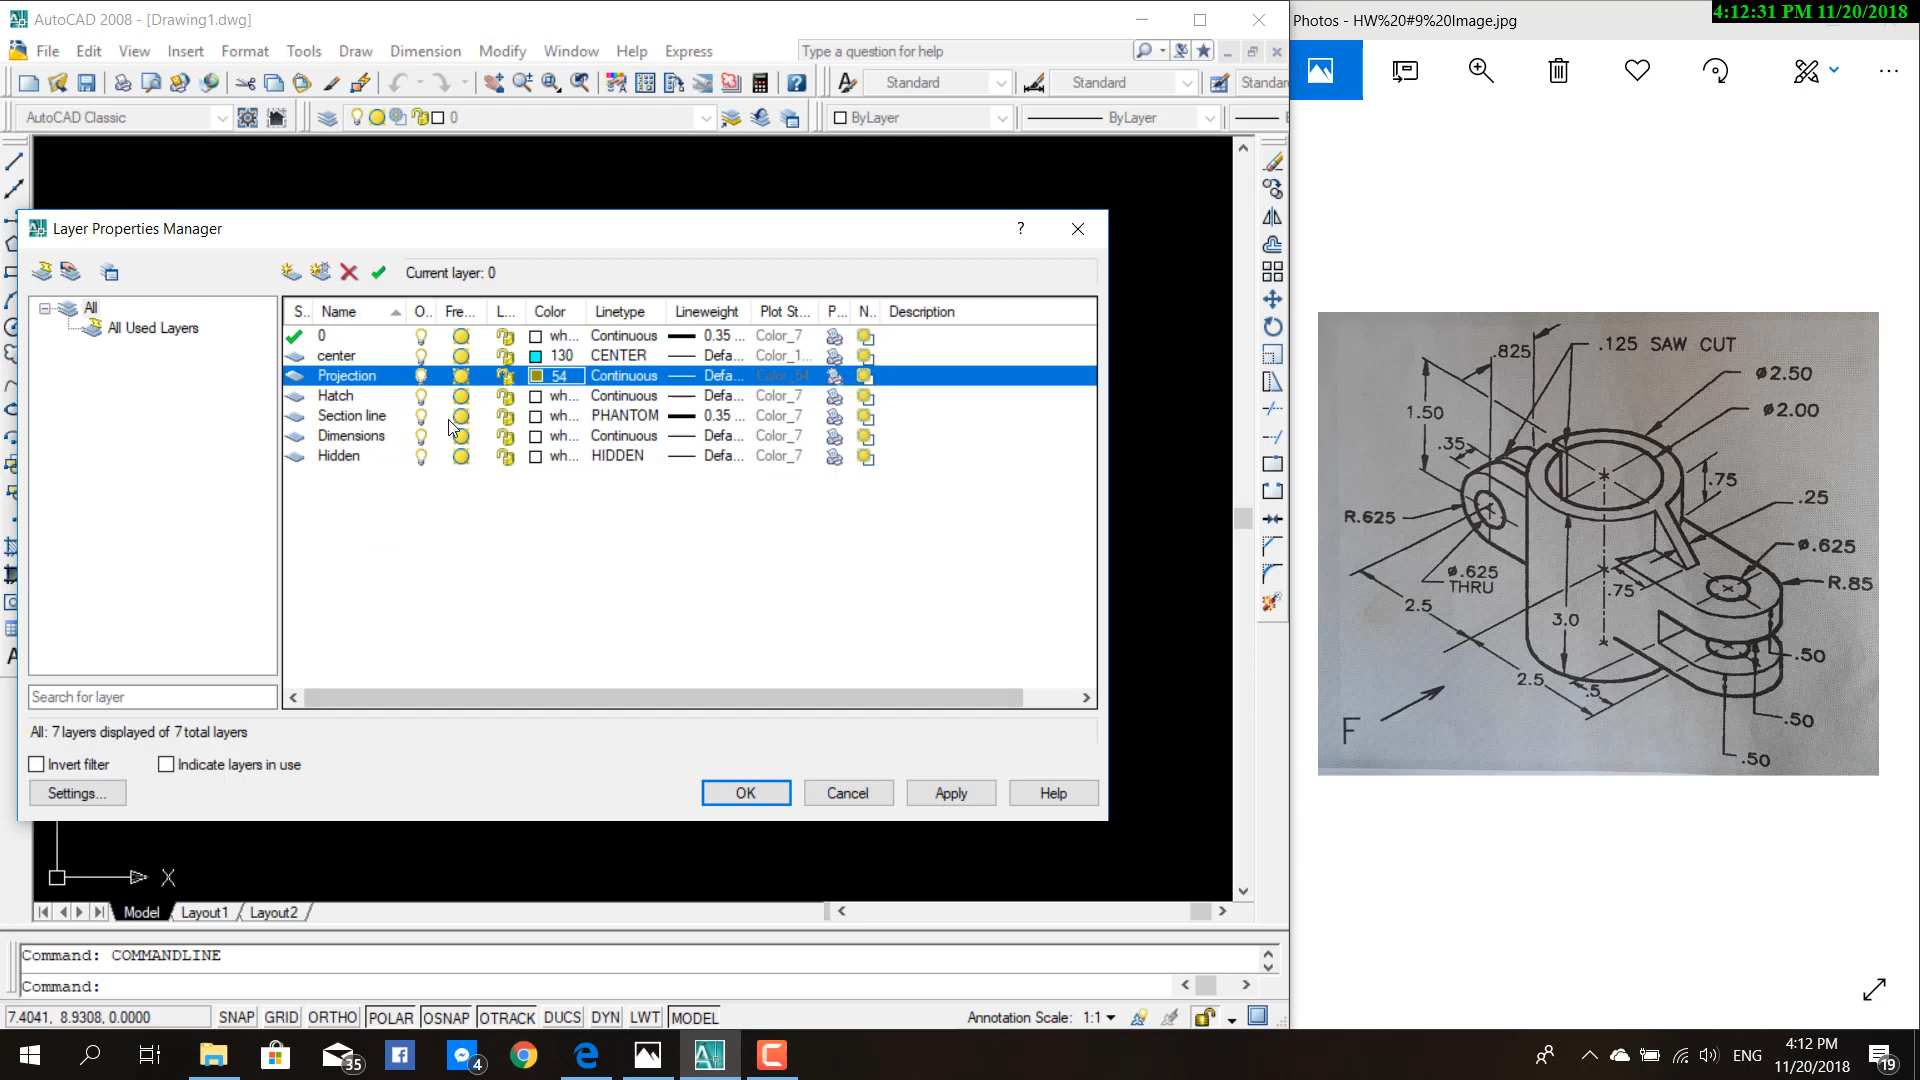 AutoCAD 2008 - [Drawing1.dwg]
File Edit View Insert Format Tools Draw Dimension Modify Window Help Express
Type a question for help
Standard
Standard
Standar
AutoCAD Classic
0
ByLayer
ByLayer
Layer Properties Manager
?
Current layer: 0
All
All Used Layers
S.. Name O.. Fre... L... Color Linetype Lineweight Plot St... P... N.. Description
0 wh... Continuous 0.35 ... Color_7
center 130 CENTER Defa... Color_1...
Projection 54 Continuous Defa... Color_54
Hatch wh... Continuous Defa... Color_7
Section line wh... PHANTOM 0.35 ... Color_7
Dimensions wh... Continuous Defa... Color_7
Hidden wh... HIDDEN Defa... Color_7
Search for layer
All: 7 layers displayed of 7 total layers
Invert filter
Indicate layers in use
Settings...
OK
Cancel
Apply
Help
X
Model
Layout1
Layout2
Command: COMMANDLINE
Command:
7.4041, 8.9308, 0.0000
SNAP GRID ORTHO POLAR OSNAP OTRACK DUCS DYN LWT MODEL
Annotation Scale: 1:1
Photos - HW%20#9%20Image.jpg
4:12:31 PM 11/20/2018
.825
.125 SAW CUT
ø2.50
1.50
ø2.00
.35
.75
.25
R.625
ø.625
ø.625
THRU
R.85
.75
2.5
3.0
.50
2.5
.5
.50
F
.50
35
4
ENG
4:12 PM
11/20/2018
19